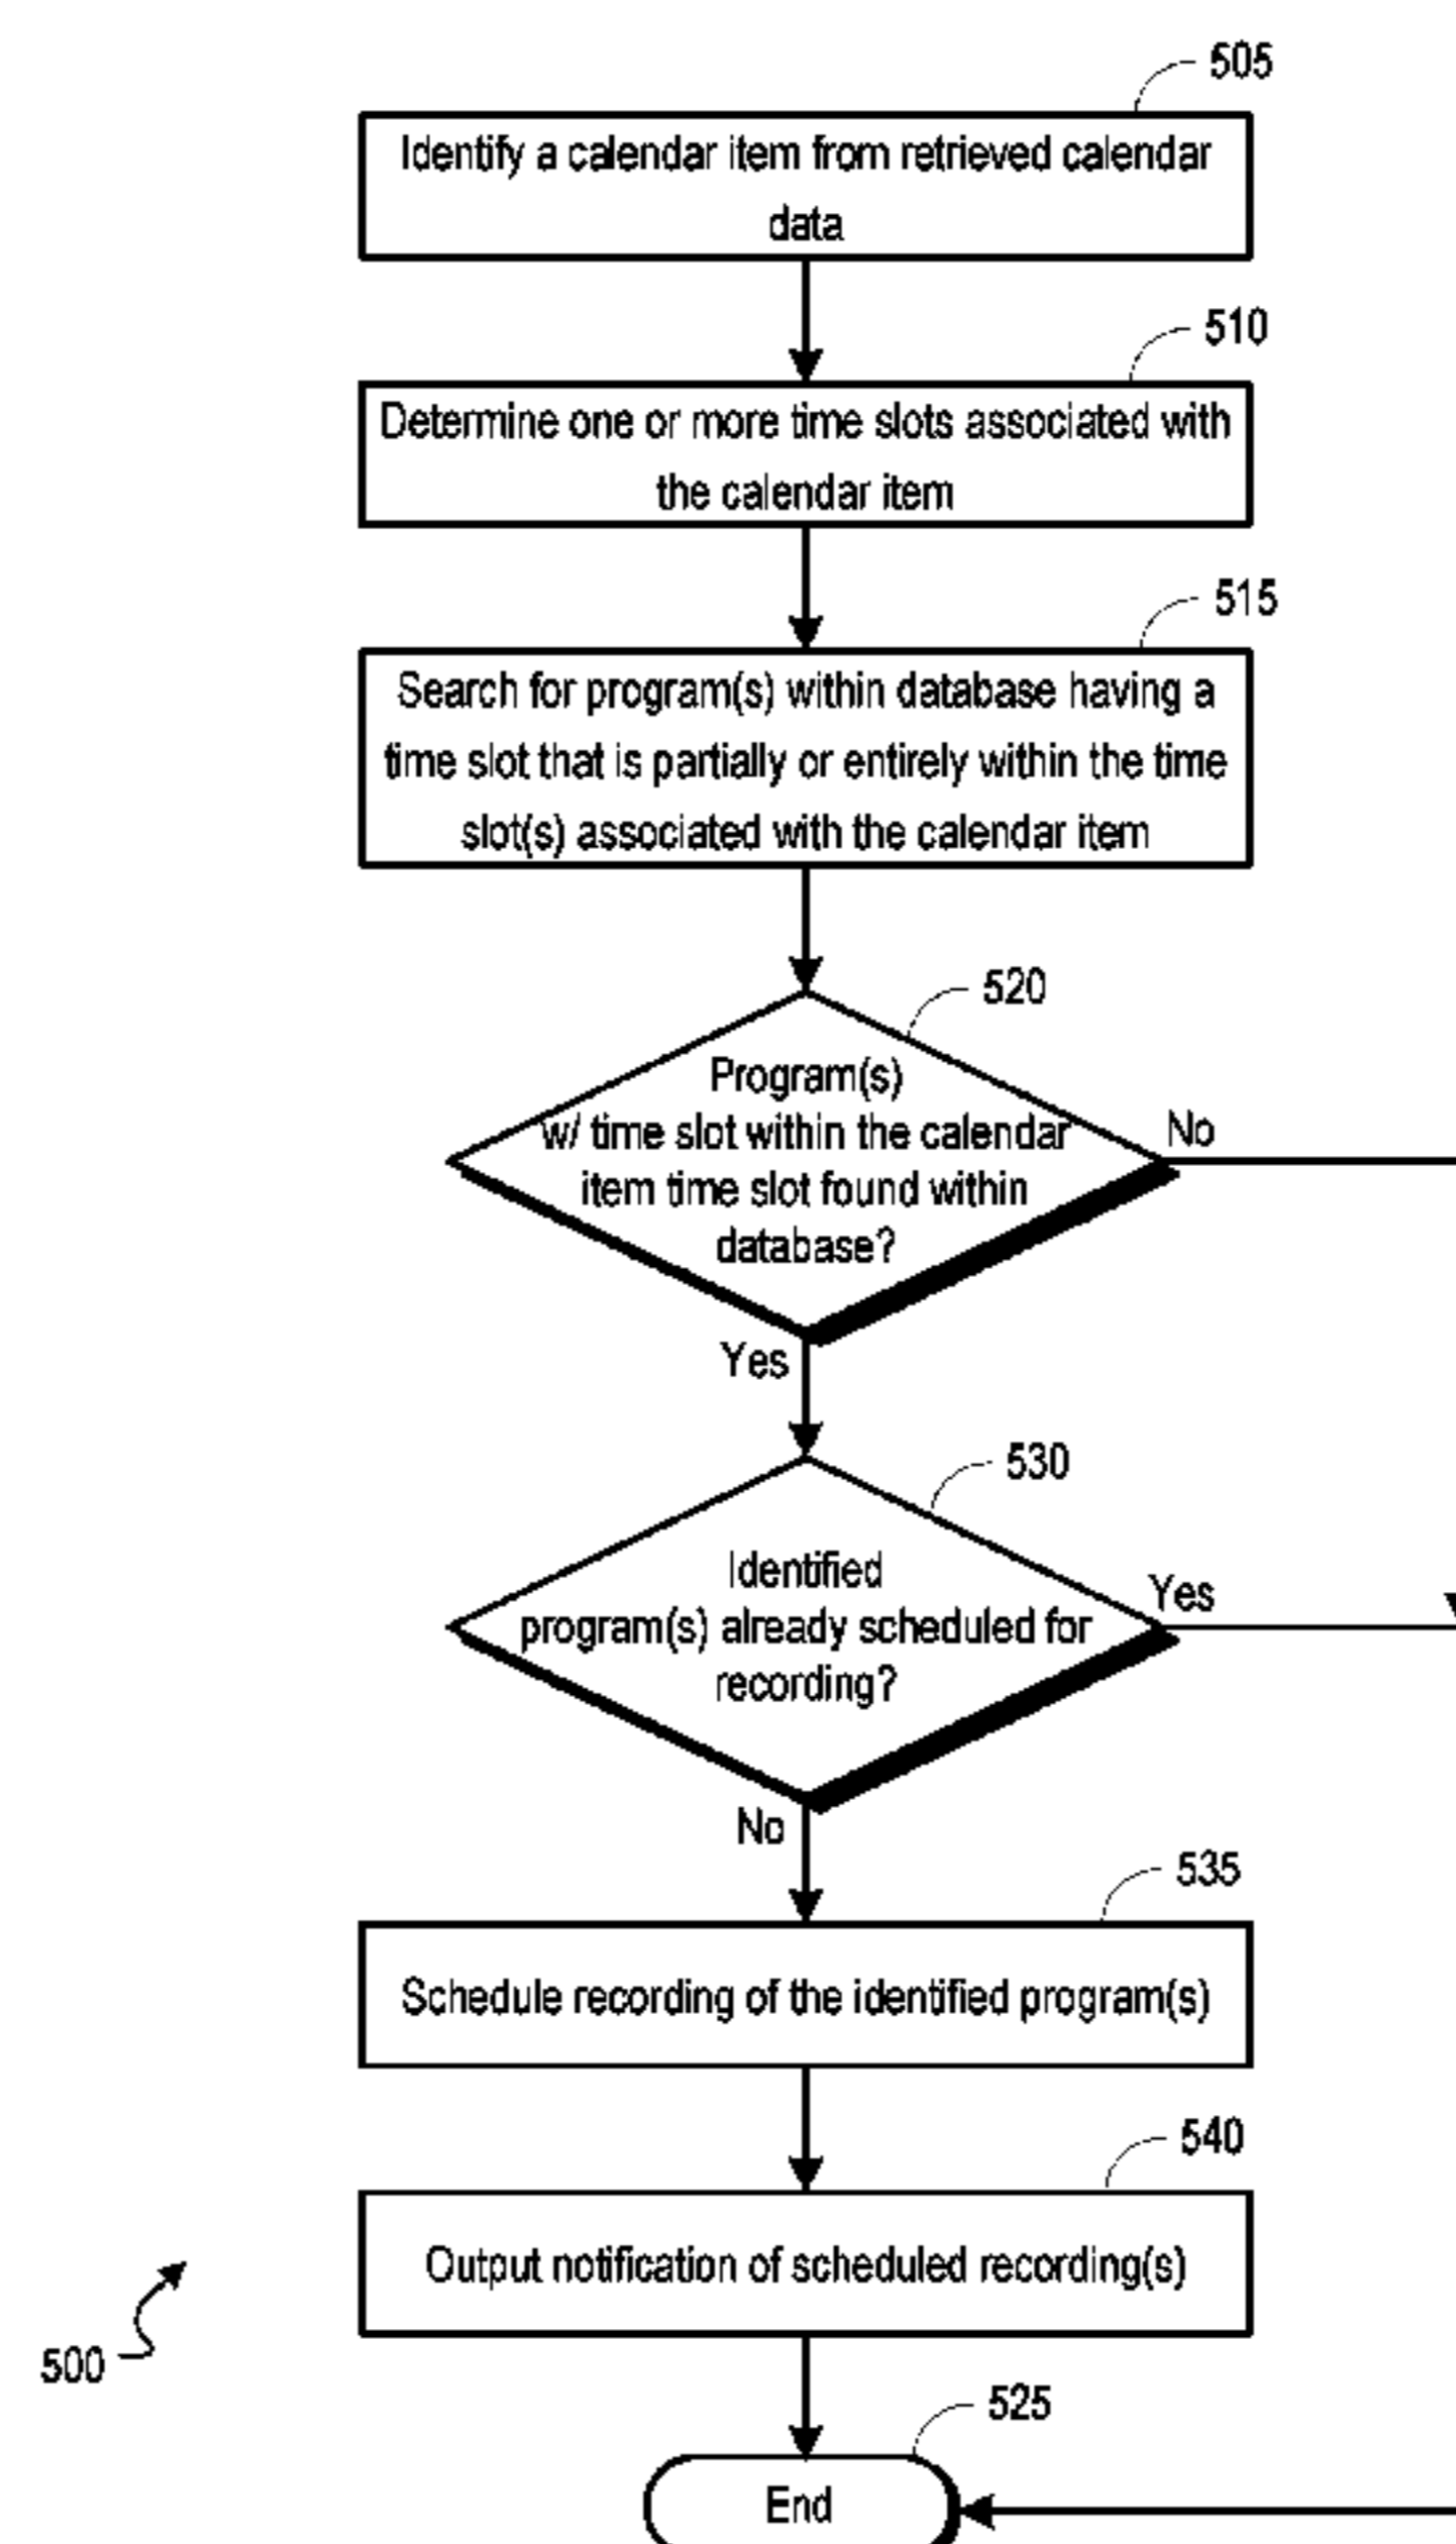 505
Identify a calendar item from retrieved calendar
data
510
Determine one or more time slots associated with
the calendar item
515
Search for program(s) within database having a
time slot that is partially or entirely within the time
slot(s) associated with the calendar item
520
Program(s)
w/ time slot within the calendar
item time slot found within
database?
No
Yes
530
Identified
program(s) already scheduled for
recording?
Yes
No
535
Schedule recording of the identified program(s)
540
Output notification of scheduled recording(s)
500
525
End